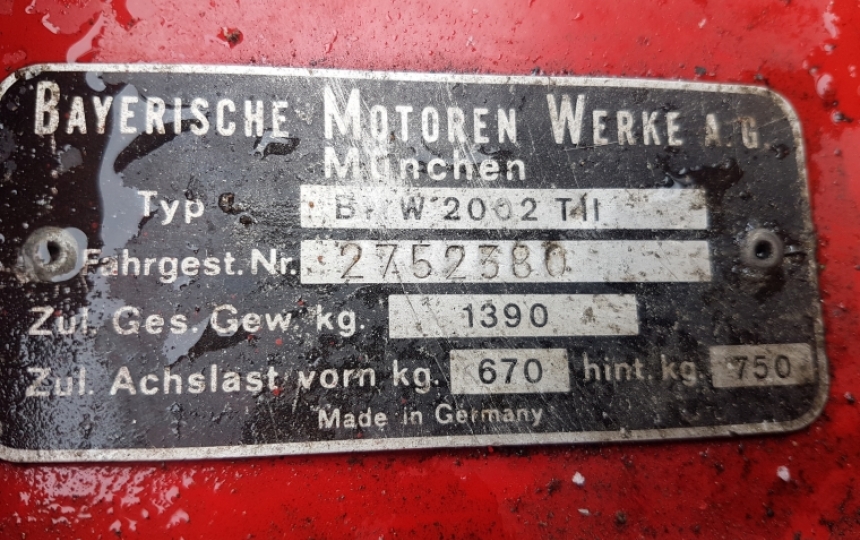 BAYERISCHE MOTOREN WERKE A.G.
München
Typ BMW 2002 TII
Fahrgest. Nr. 2752380
Zul. Ges. Gew. kg. 1390
Zul. Achslast vorn kg. 670 hint. kg. 750
Made in Germany